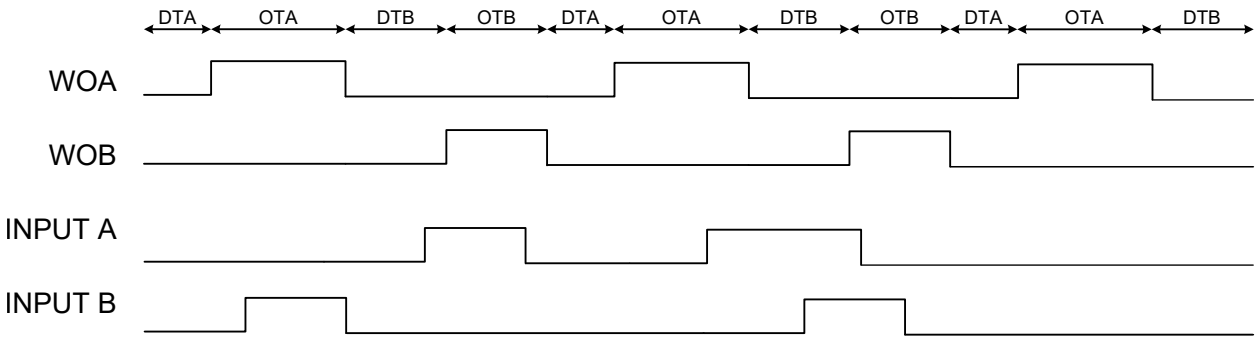 DTA OTA DTB OTB DTA OTA DTB OTB DTA OTA DTB
WOA
WOB
INPUT A
INPUT B